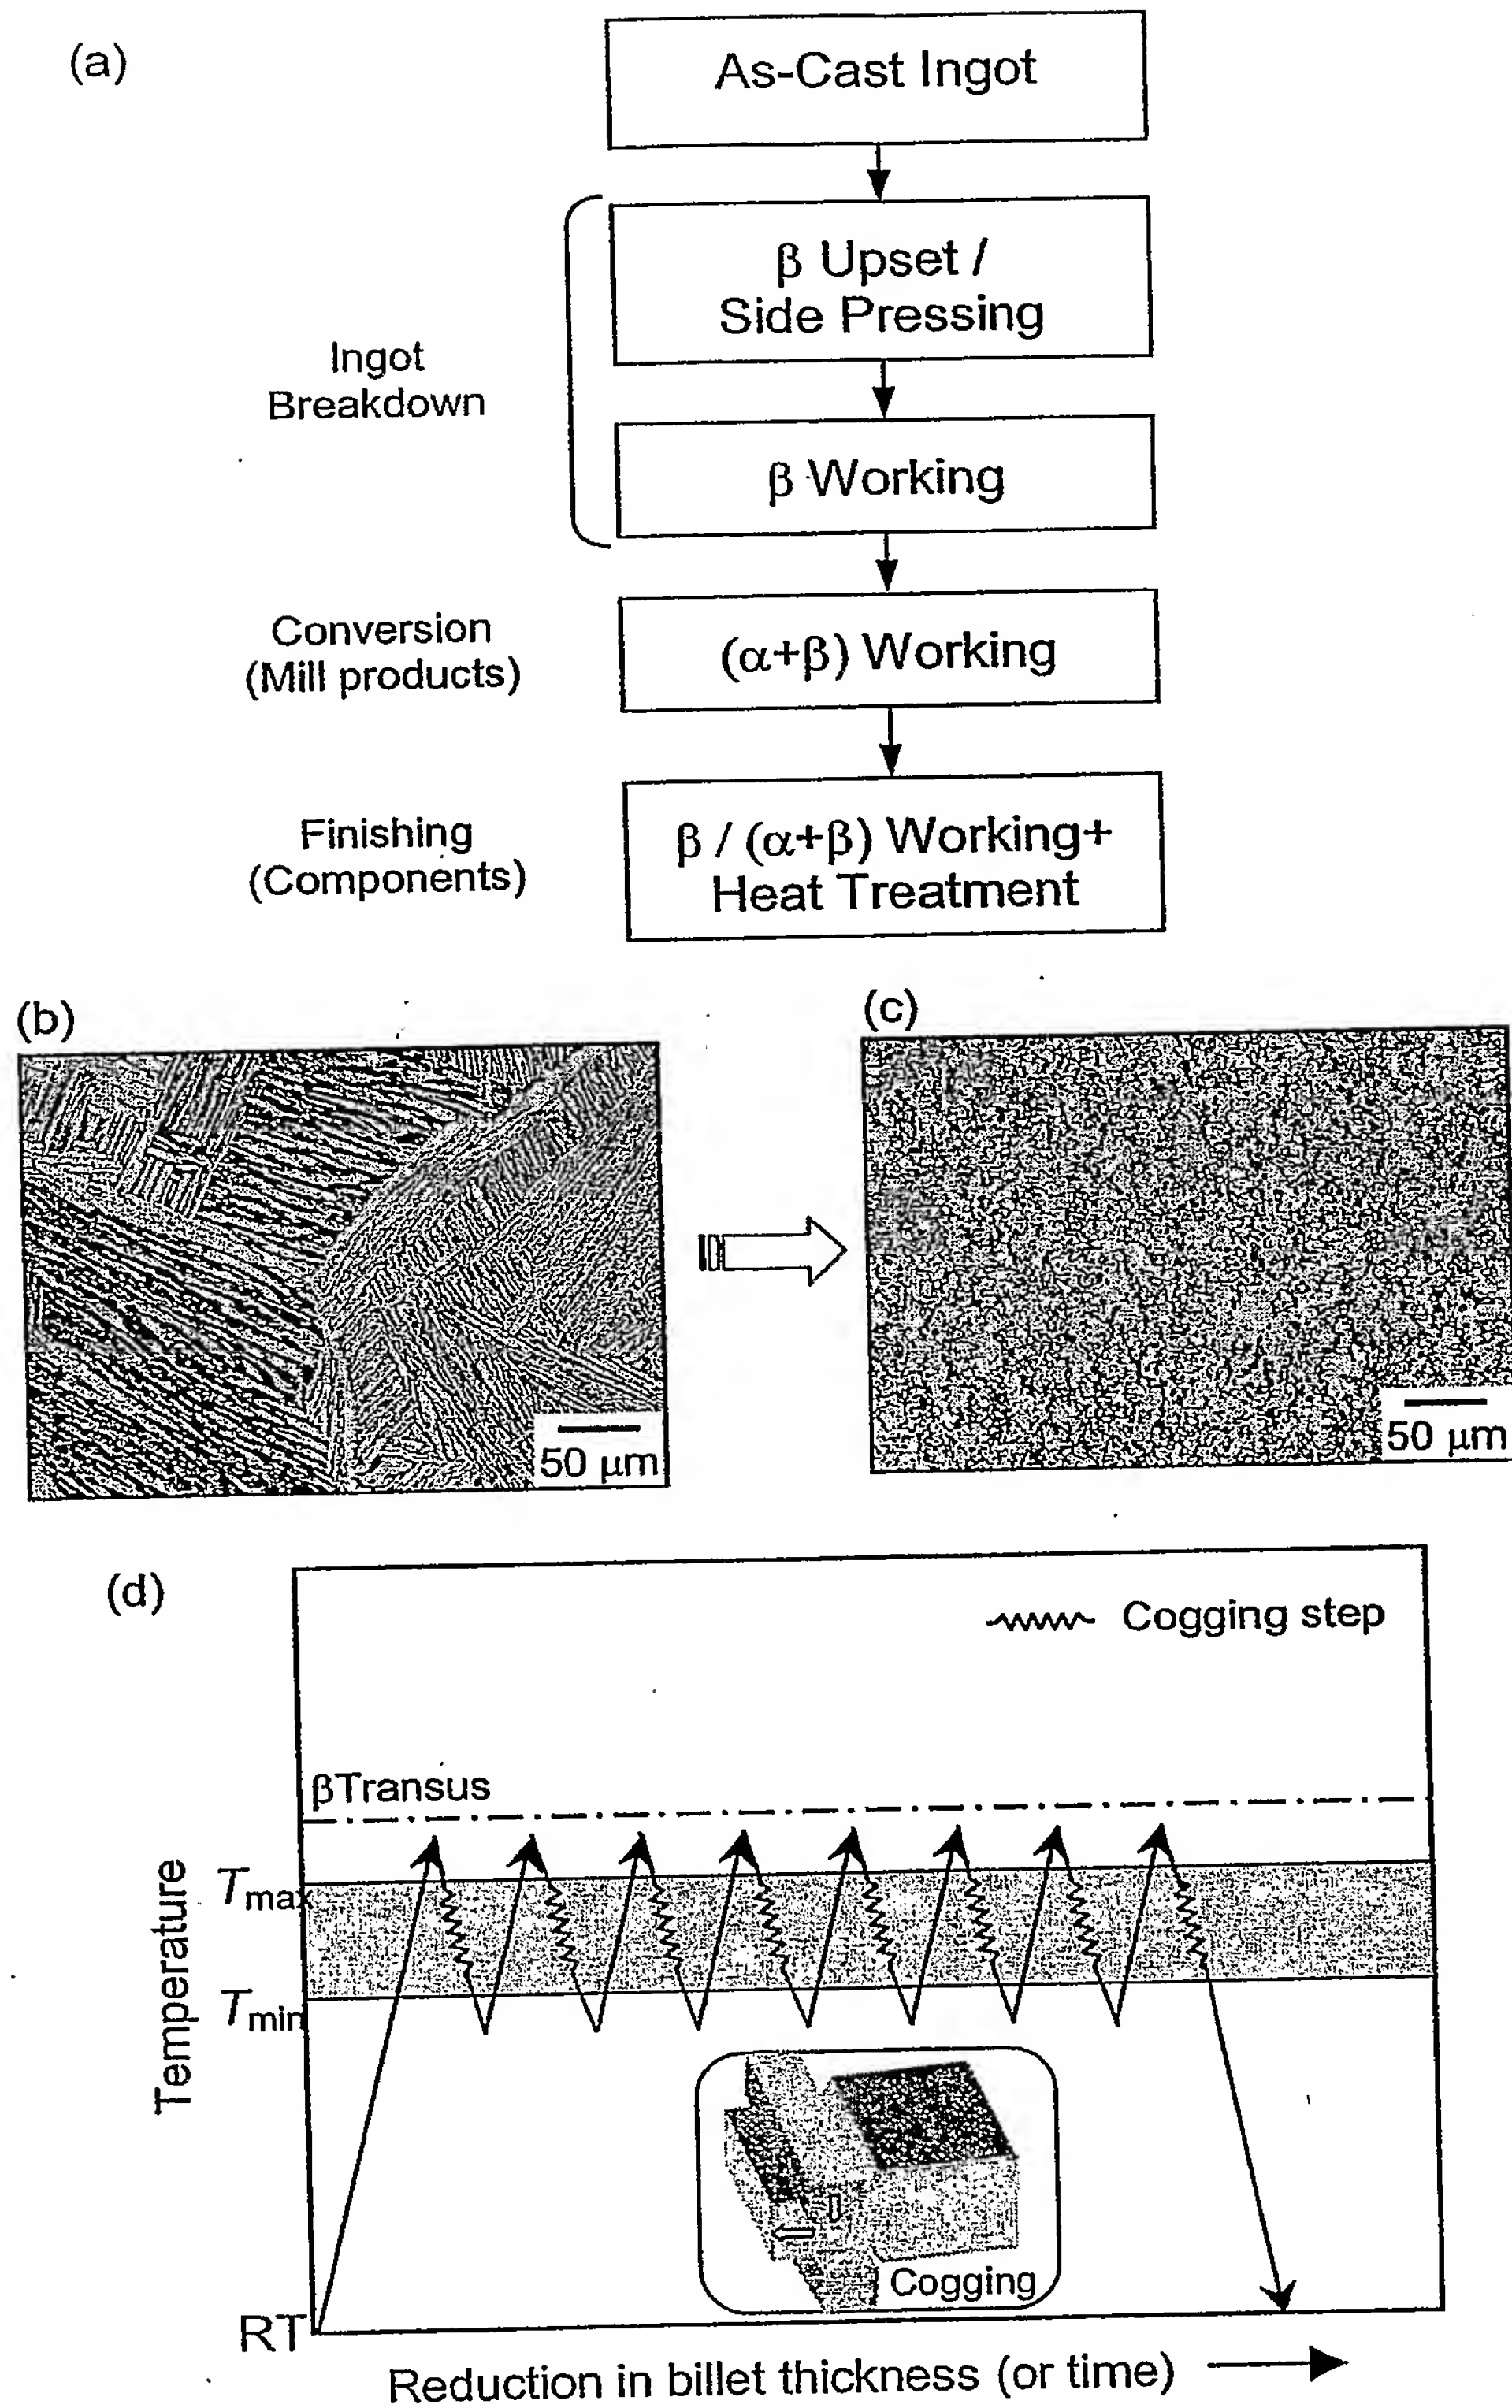 (a)
As-Cast Ingot
β Upset /
Side Pressing
Ingot
Breakdown
β Working
Conversion
(Mill products)
(α+β) Working
Finishing
(Components)
β / (α+β) Working+
Heat Treatment
(b)
50 μm
(c)
50 μm
(d)
Cogging step
βTransus
Tmax
Tmin
Temperature
Cogging
RT
Reduction in billet thickness (or time)